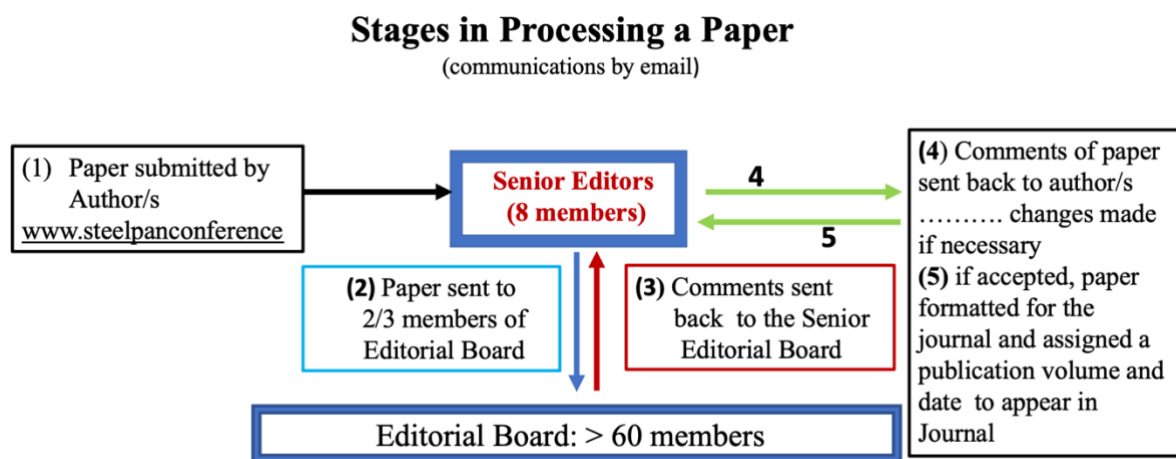 Stages in Processing a Paper
(communications by email)
(1) Paper submitted by
Author/s
www.steelpanconference
Senior Editors
(8 members)
4
5
(4) Comments of paper
sent back to author/s
………. changes made
if necessary
(5) if accepted, paper
formatted for the
journal and assigned a
publication volume and
date to appear in
Journal
(2) Paper sent to
2/3 members of
Editorial Board
(3) Comments sent
back to the Senior
Editorial Board
Editorial Board: > 60 members